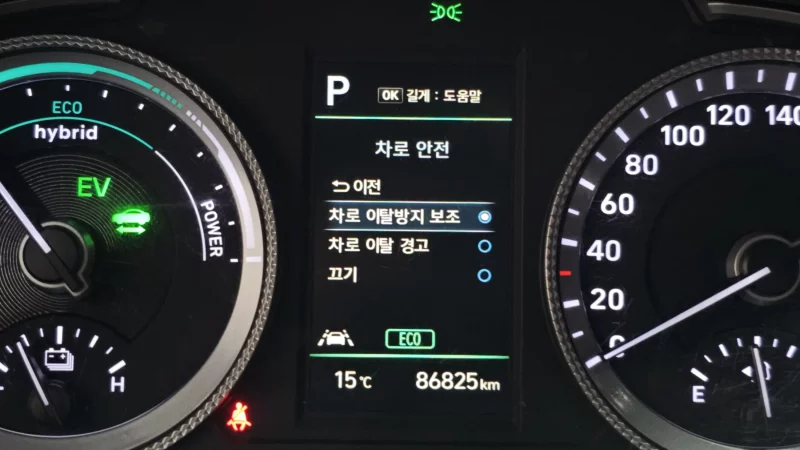 P
OK 길게 : 도움말
차로 안전
이전
차로 이탈방지 보조
차로 이탈 경고
끄기
ECO
15℃ 86825km
ECO
hybrid
EV
POWER
H
140
120
100
80
60
40
20
0
E